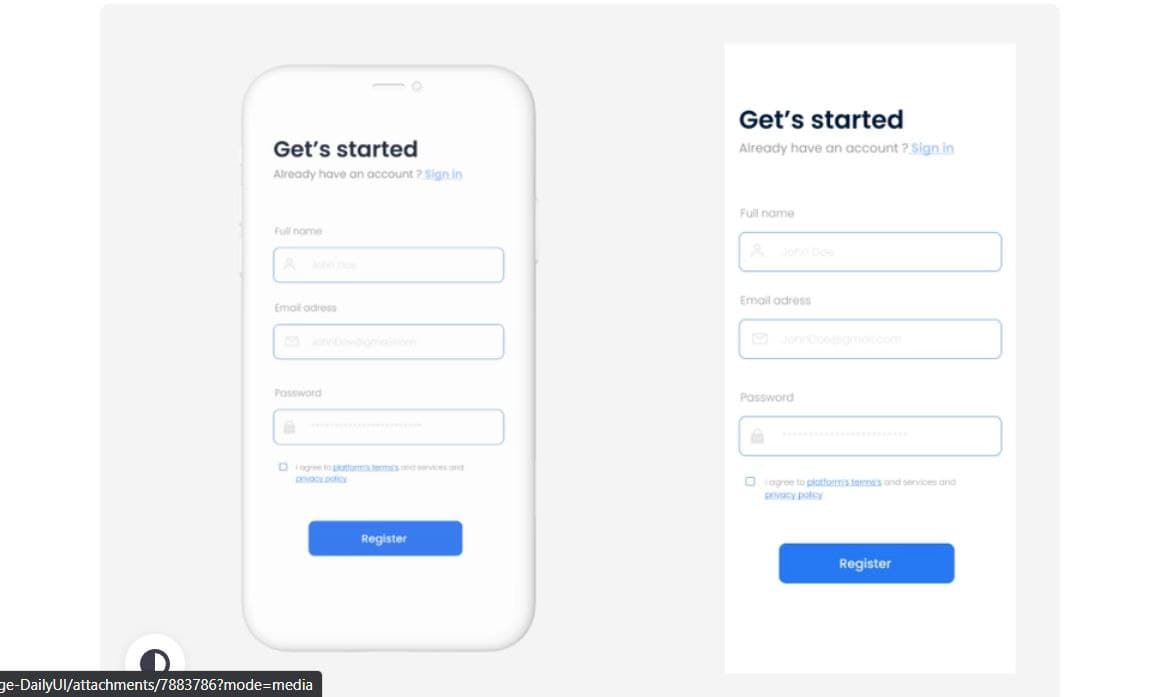 Get's started
Already have an account ? Sign in
Full name
John Doe
Email adress
JohnDoe@gmail.com
Password
I agree to platform's terms's and services and
privacy policy
Register
Get's started
Already have an account ? Sign in
Full name
John Doe
Email adress
JohnDoe@gmail.com
Password
I agree to platform's terms's and services and
privacy policy
Register
ge-DailyUI/attachments/7883786?mode=media